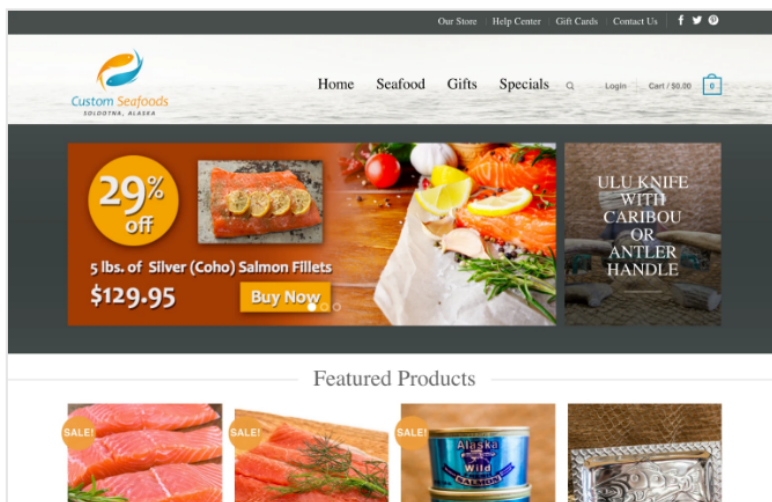 Our Store
Help Center
Gift Cards
Contact Us
Custom Seafoods
SOLDOTNA, ALASKA
Home
Seafood
Gifts
Specials
Login
Cart / $0.00
0
29% off
5 lbs. of Silver (Coho) Salmon Fillets
$129.95
Buy Now
ULU KNIFE
WITH
CARIBOU
OR
ANTLER
HANDLE
Featured Products
SALE!
SALE!
SALE!
Alaska
Wild
SALMON